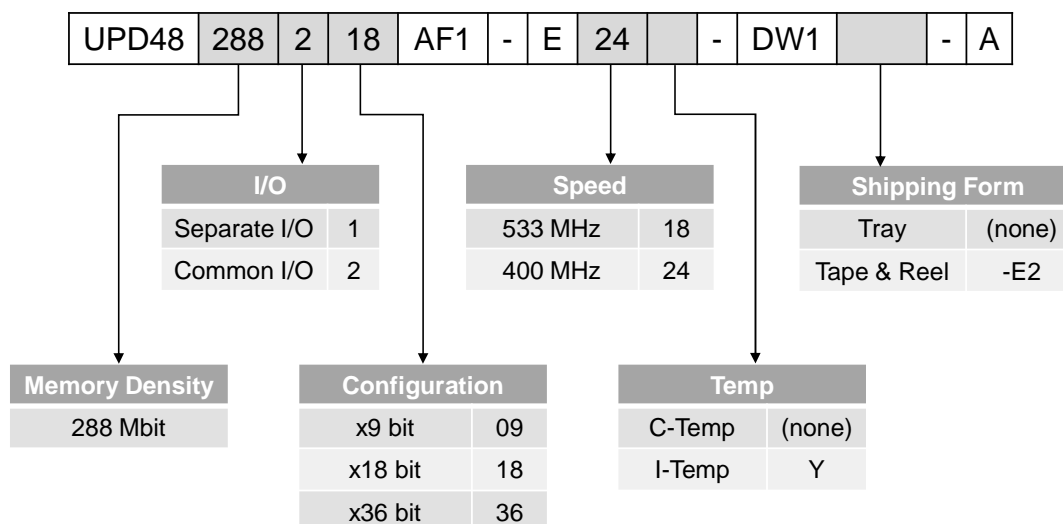 UPD48 288 2 18 AF1 - E 24 - DW1 - A
I/O
Separate I/O 1
Common I/O 2
Speed
533 MHz 18
400 MHz 24
Shipping Form
Tray (none)
Tape & Reel -E2
Memory Density
288 Mbit
Configuration
x9 bit 09
x18 bit 18
x36 bit 36
Temp
C-Temp (none)
I-Temp Y